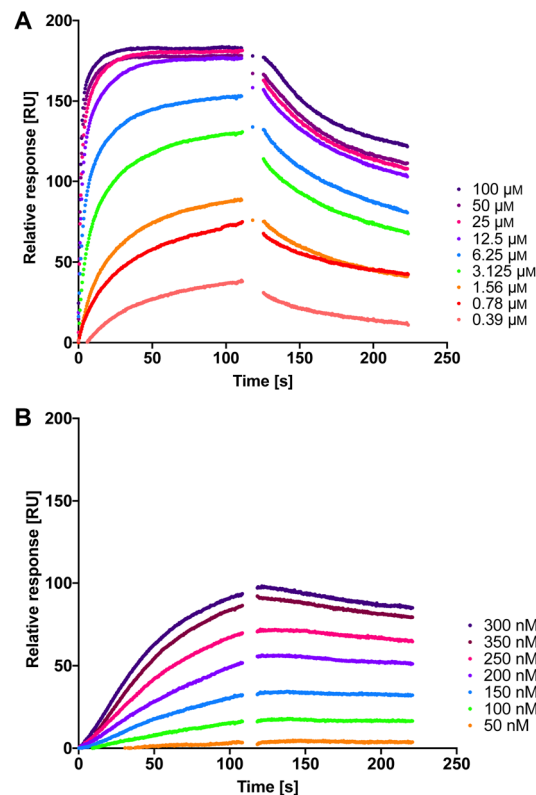 A
200
150
100
50
0
Relative response [RU]
0 50 100 150 200 250
Time [s]
100 µM
50 µM
25 µM
12.5 µM
6.25 µM
3.125 µM
1.56 µM
0.78 µM
0.39 µM
B
200
150
100
50
0
Relative response [RU]
0 50 100 150 200 250
Time [s]
300 nM
350 nM
250 nM
200 nM
150 nM
100 nM
50 nM